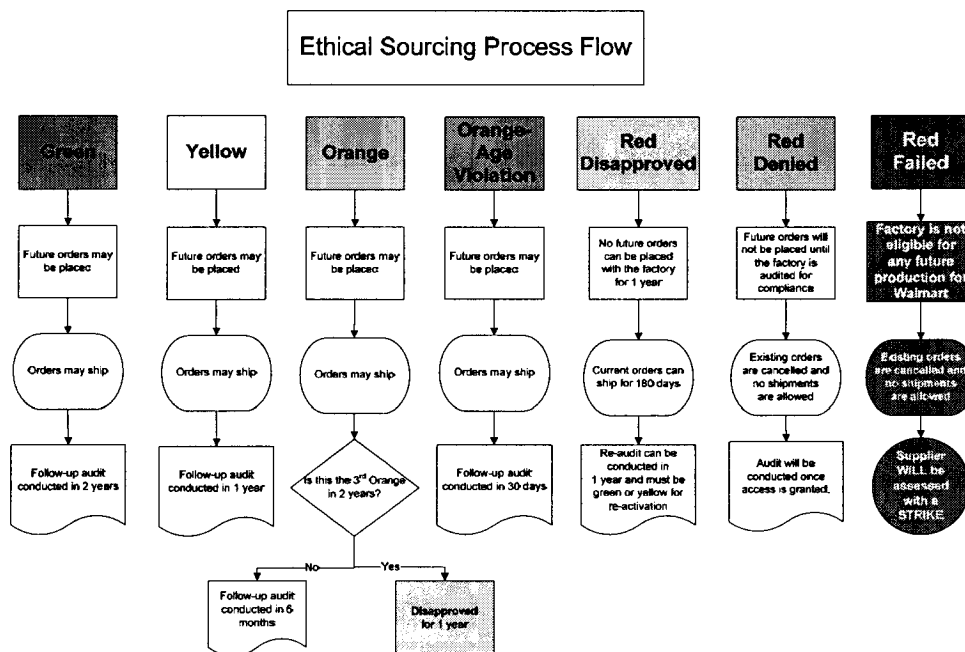 Ethical Sourcing Process Flow
Green
Yellow
Orange
Orange-
Age
Violation
Red
Disapproved
Red
Denied
Red
Failed
Future orders may
be placed
Future orders may
be placed
Future orders may
be placed
Future orders may
be placed
No future orders
can be placed
with the factory
for 1 year
Future orders will
not be placed until
the factory is
audited for
compliance
Factory is not
eligible for
any future
production for
Walmart
Orders may ship
Orders may ship
Orders may ship
Orders may ship
Current orders can
ship for 180 days
Existing orders
are cancelled and
no shipments
are allowed
Existing orders
are cancelled and
no shipments
are allowed
Follow-up audit
conducted in 2 years
Follow-up audit
conducted in 1 year
Is this the 3rd Orange
in 2 years?
Follow-up audit
conducted in 30 days
Re-audit can be
conducted in
1 year and must be
green or yellow for
re-activation
Audit will be
conducted once
access is granted.
Supplier
WILL be
assessed
with a
STRIKE
No
Yes
Follow-up audit
conducted in 6
months
Disapproved
for 1 year